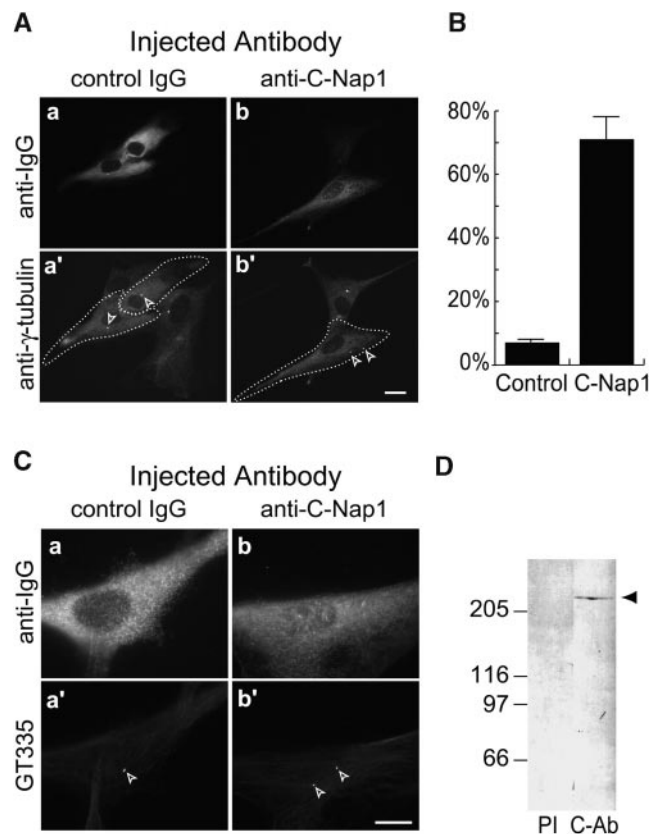 A
Injected Antibody
control IgG anti-C-Nap1
anti-IgG
a b
anti-γ-tubulin
a' b'
B
80%
60%
40%
20%
0%
Control C-Nap1
C
Injected Antibody
control IgG anti-C-Nap1
anti-IgG
a b
GT335
a' b'
D
205
116
97
66
PI C-Ab